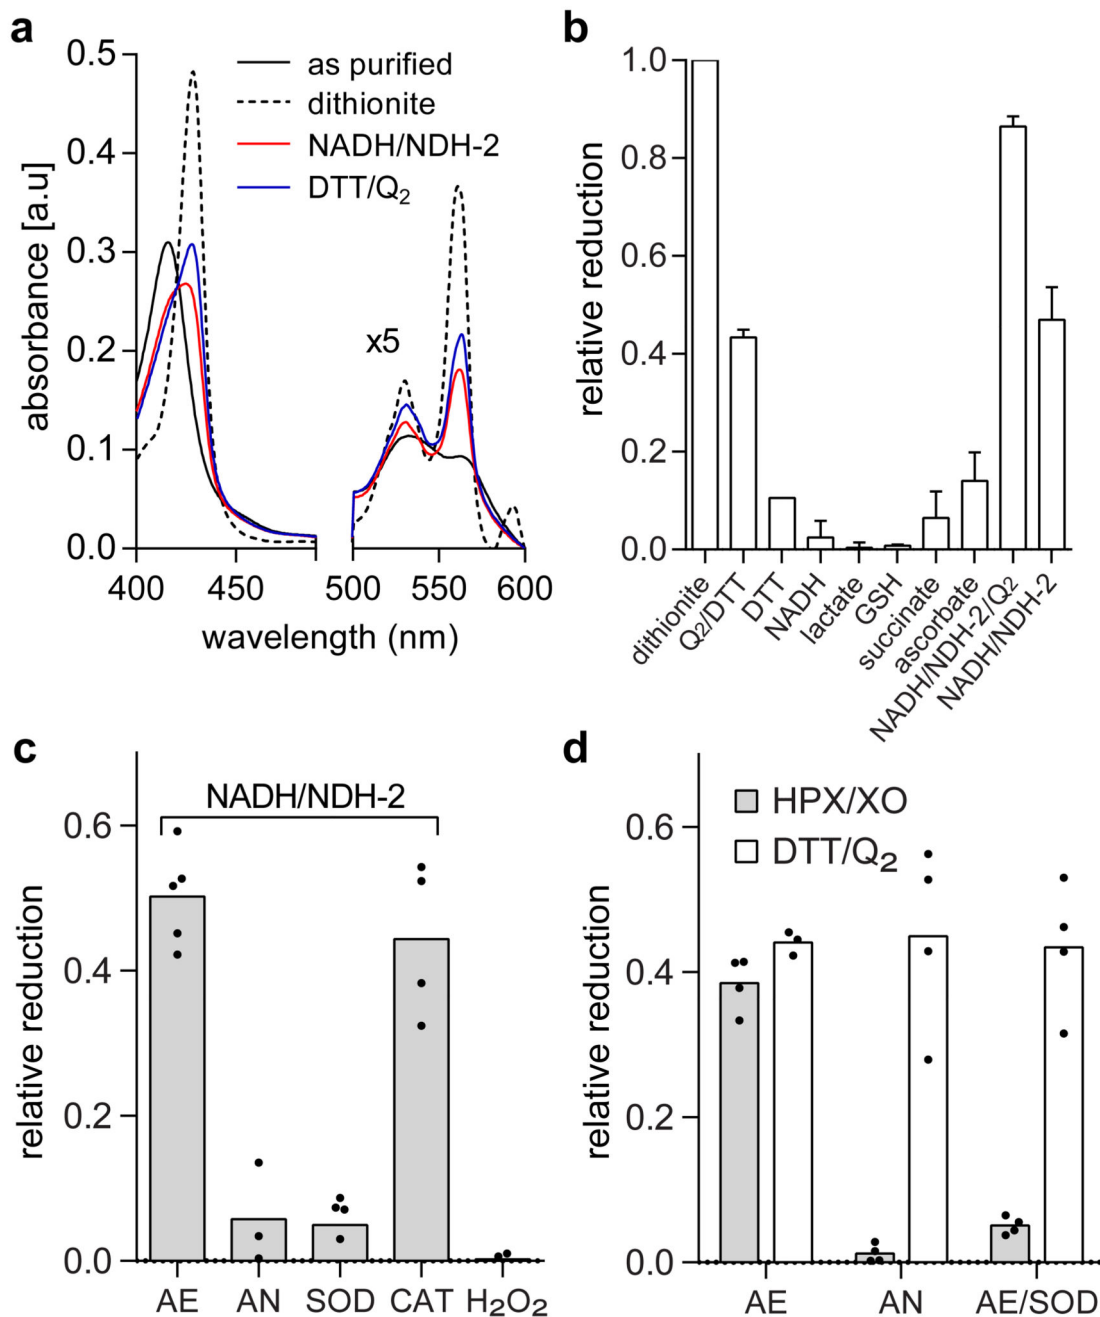 a
0.5
0.4
0.3
0.2
0.1
0.0
absorbance [a.u]
as purified
dithionite
NADH/NDH-2
DTT/Q₂
x5
400
450
500
550
600
wavelength (nm)
b
1.0
0.8
0.6
0.4
0.2
0.0
relative reduction
dithionite
Q₂/DTT
DTT
NADH
lactate
GSH
succinate
ascorbate
NADH/NDH-2/Q₂
NADH/NDH-2
c
NADH/NDH-2
0.6
0.4
0.2
0.0
relative reduction
AE
AN
SOD
CAT
H₂O₂
d
HPX/XO
DTT/Q₂
0.6
0.4
0.2
0.0
relative reduction
AE
AN
AE/SOD